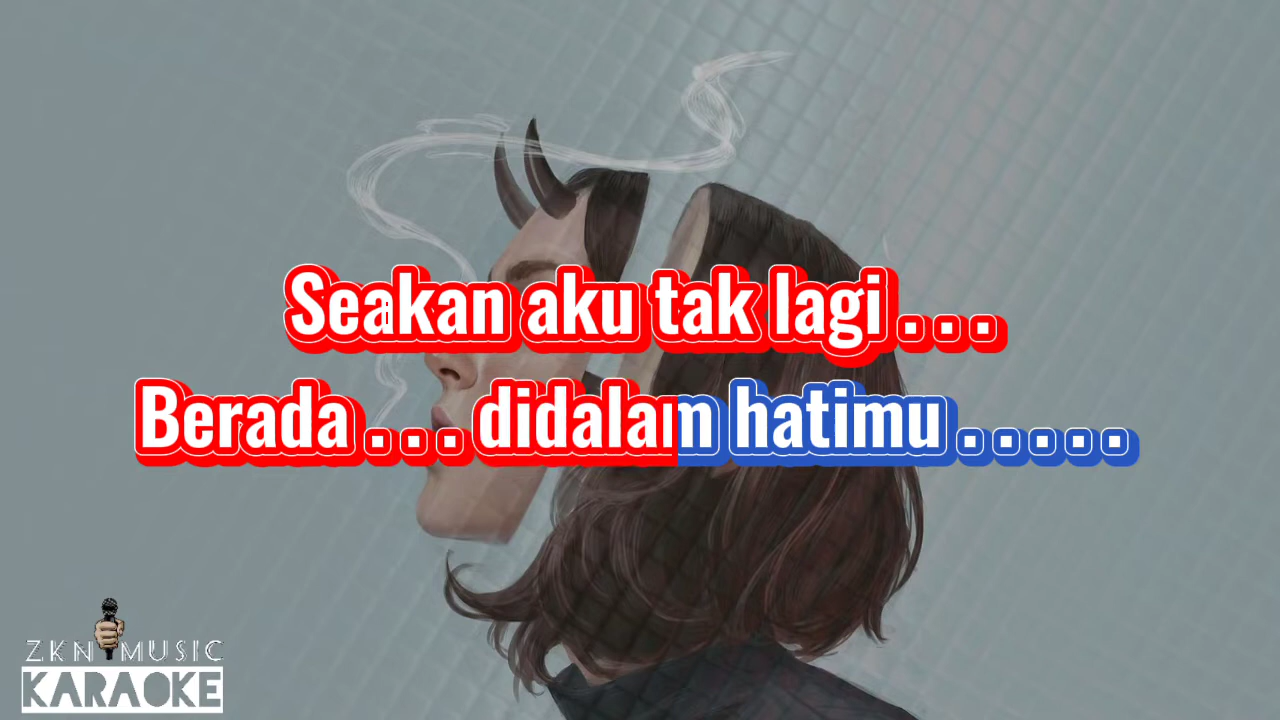 Seakan aku tak lagi . . .
Berada . . . didalam hatimu . . . . .
ZKN MUSIC
KARAOKE